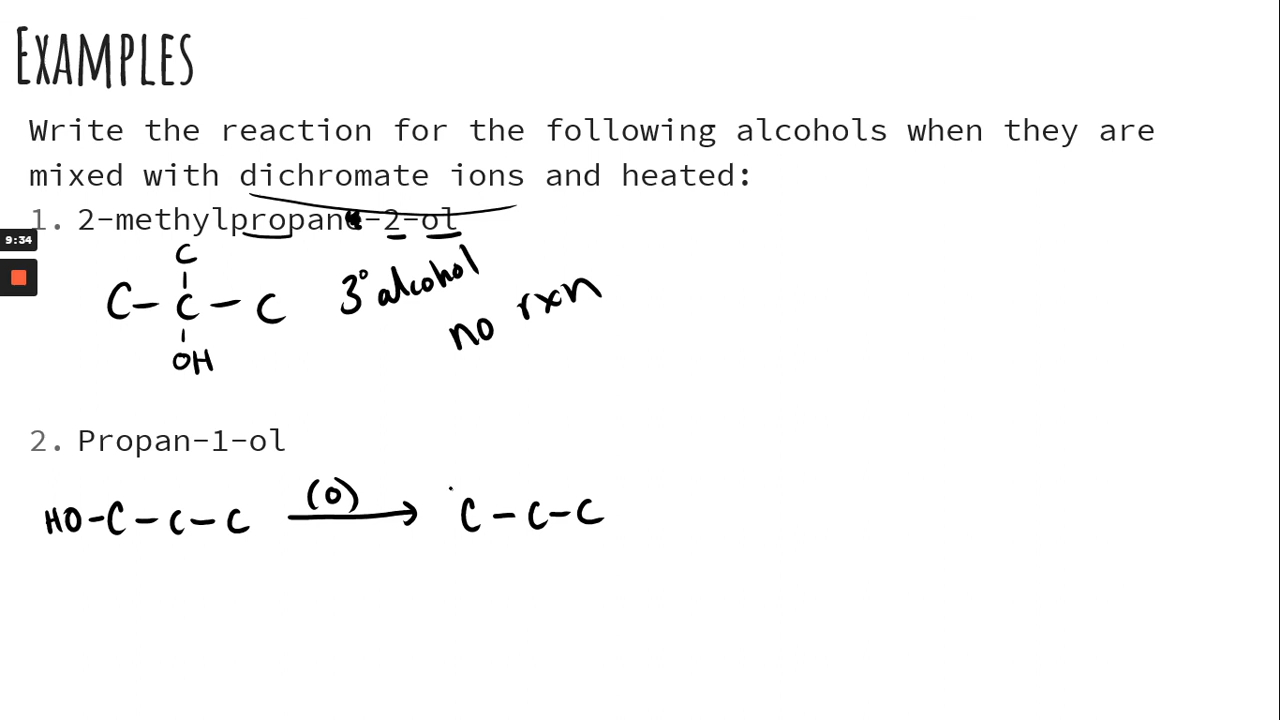 EXAMPLES
Write the reaction for the following alcohols when they are
mixed with dichromate ions and heated:
1. 2-methylpropan-2-ol
9:34
C
C-C-C 3° alcohol
no rxn
OH
2. Propan-1-ol
(O)
HO-C-C-C → C-C-C